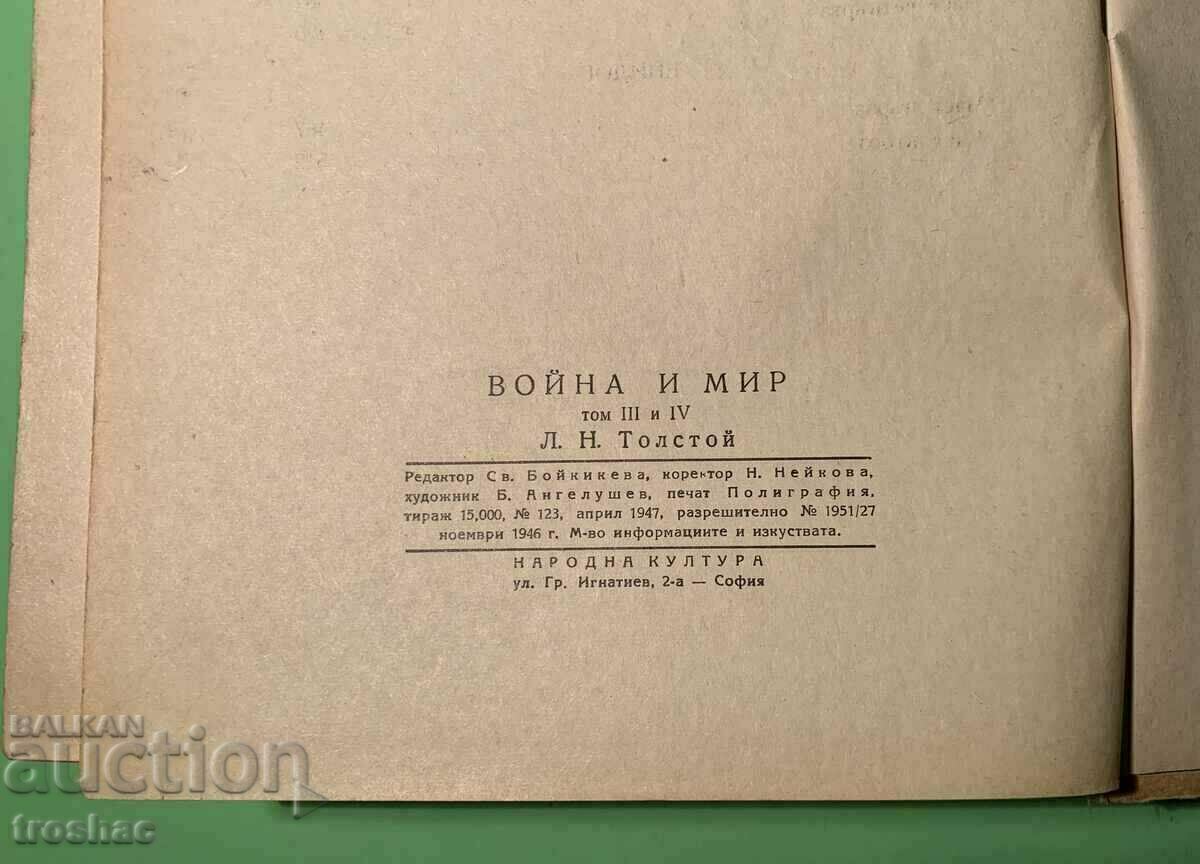 ВОЙНА И МИР
том III и IV
Л. Н. Толстой
Редактор Св. Бойкикева, коректор Н. Нейкова,
художник Б. Ангелушев, печат Полиграфия,
тираж 15,000, № 123, април 1947, разрешително № 1951/27
ноември 1946 г. М-во информациите и изкуствата.
НАРОДНА КУЛТУРА
ул. Гр. Игнатиев, 2-а — София
BALKAN
auction
troshac